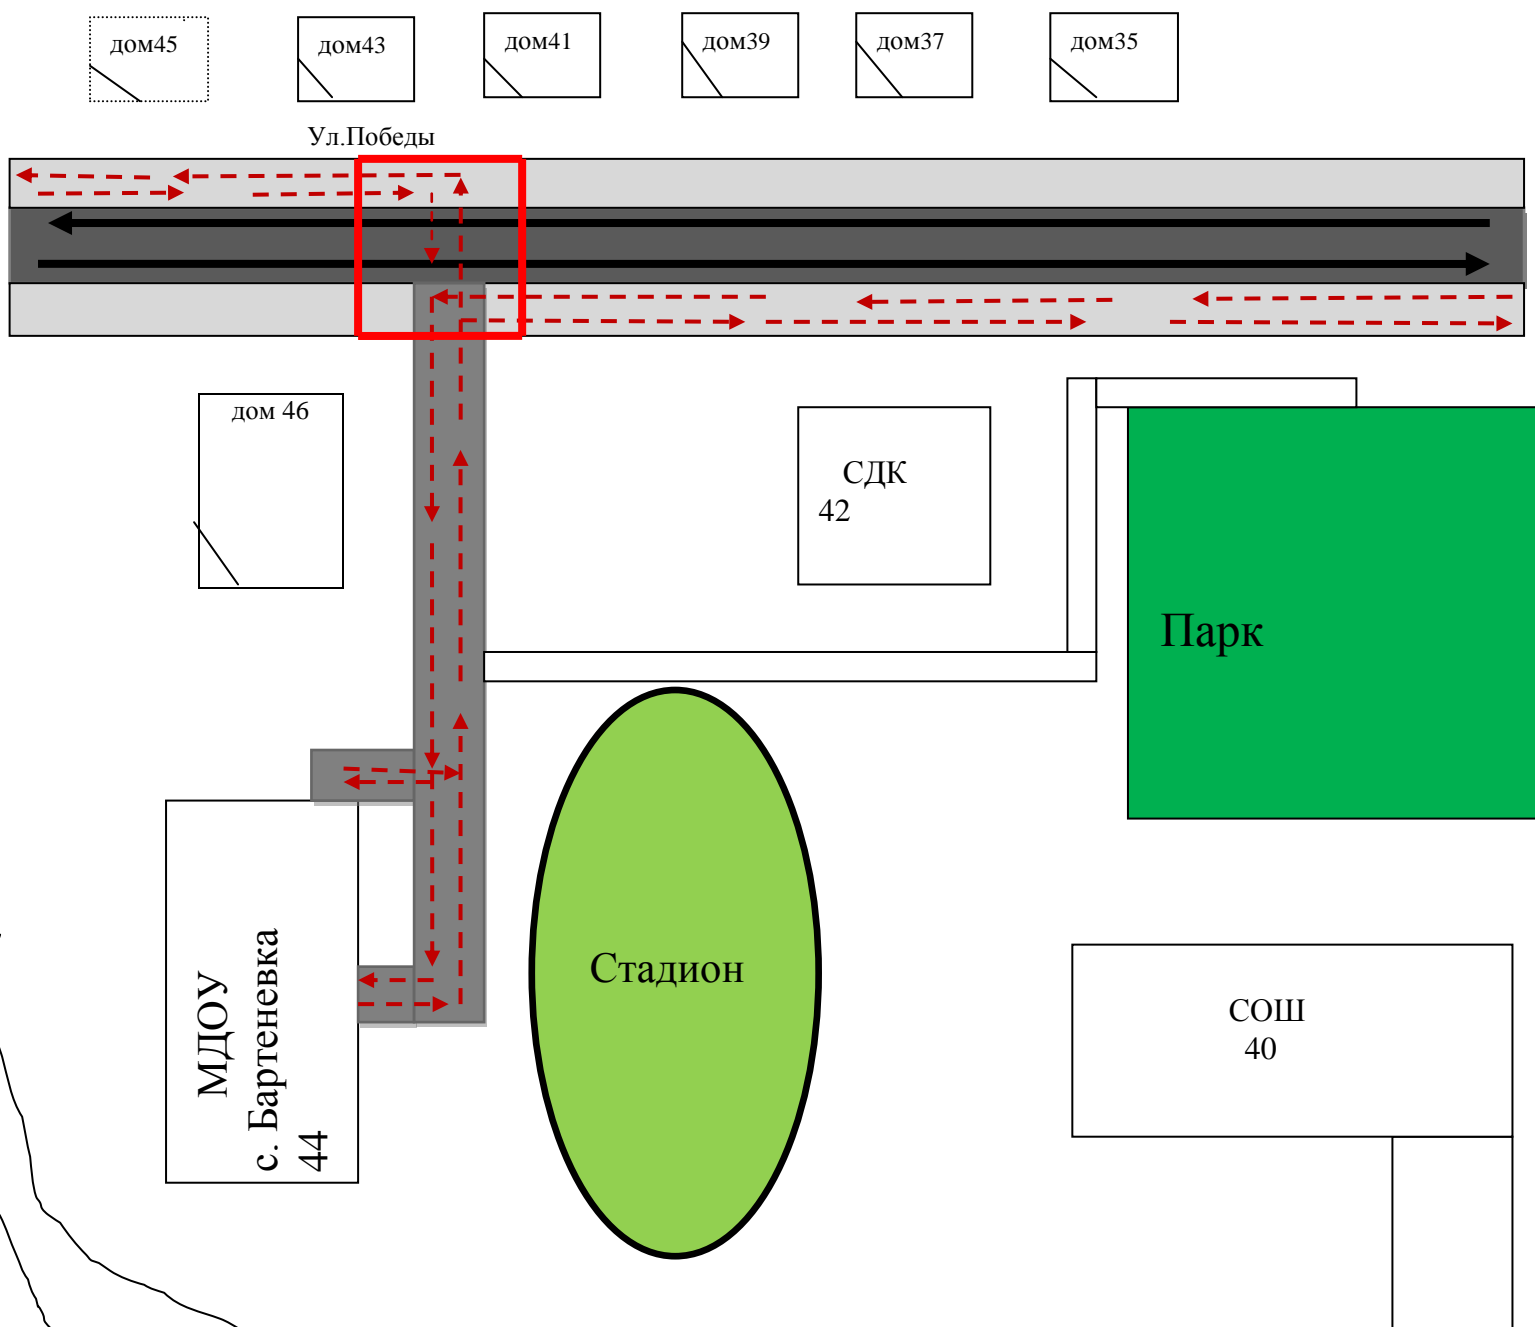 дом45
дом43
дом41
дом39
дом37
дом35
Ул.Победы
дом 46
СДК
42
Парк
Стадион
МДОУ
с. Бартеневка
44
СОШ
40